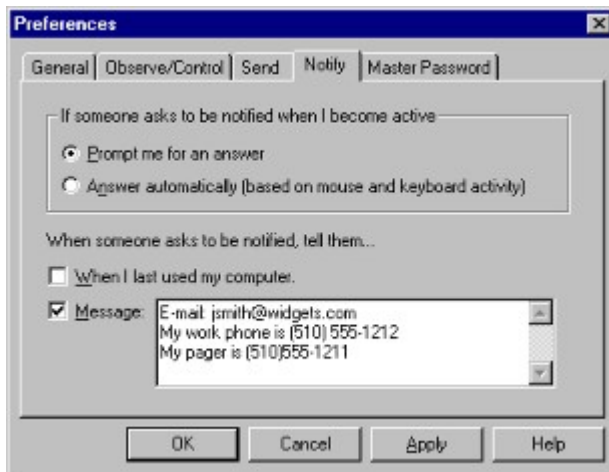 Preferences
General Observe/Control Send Notify Master Password
If someone asks to be notified when I become active
Prompt me for an answer
Answer automatically (based on mouse and keyboard activity)
When someone asks to be notified, tell them...
When I last used my computer.
Message: E-mail: jsmith@widgets.com
My work phone is (510) 555-1212
My pager is (510)555-1211
OK Cancel Apply Help